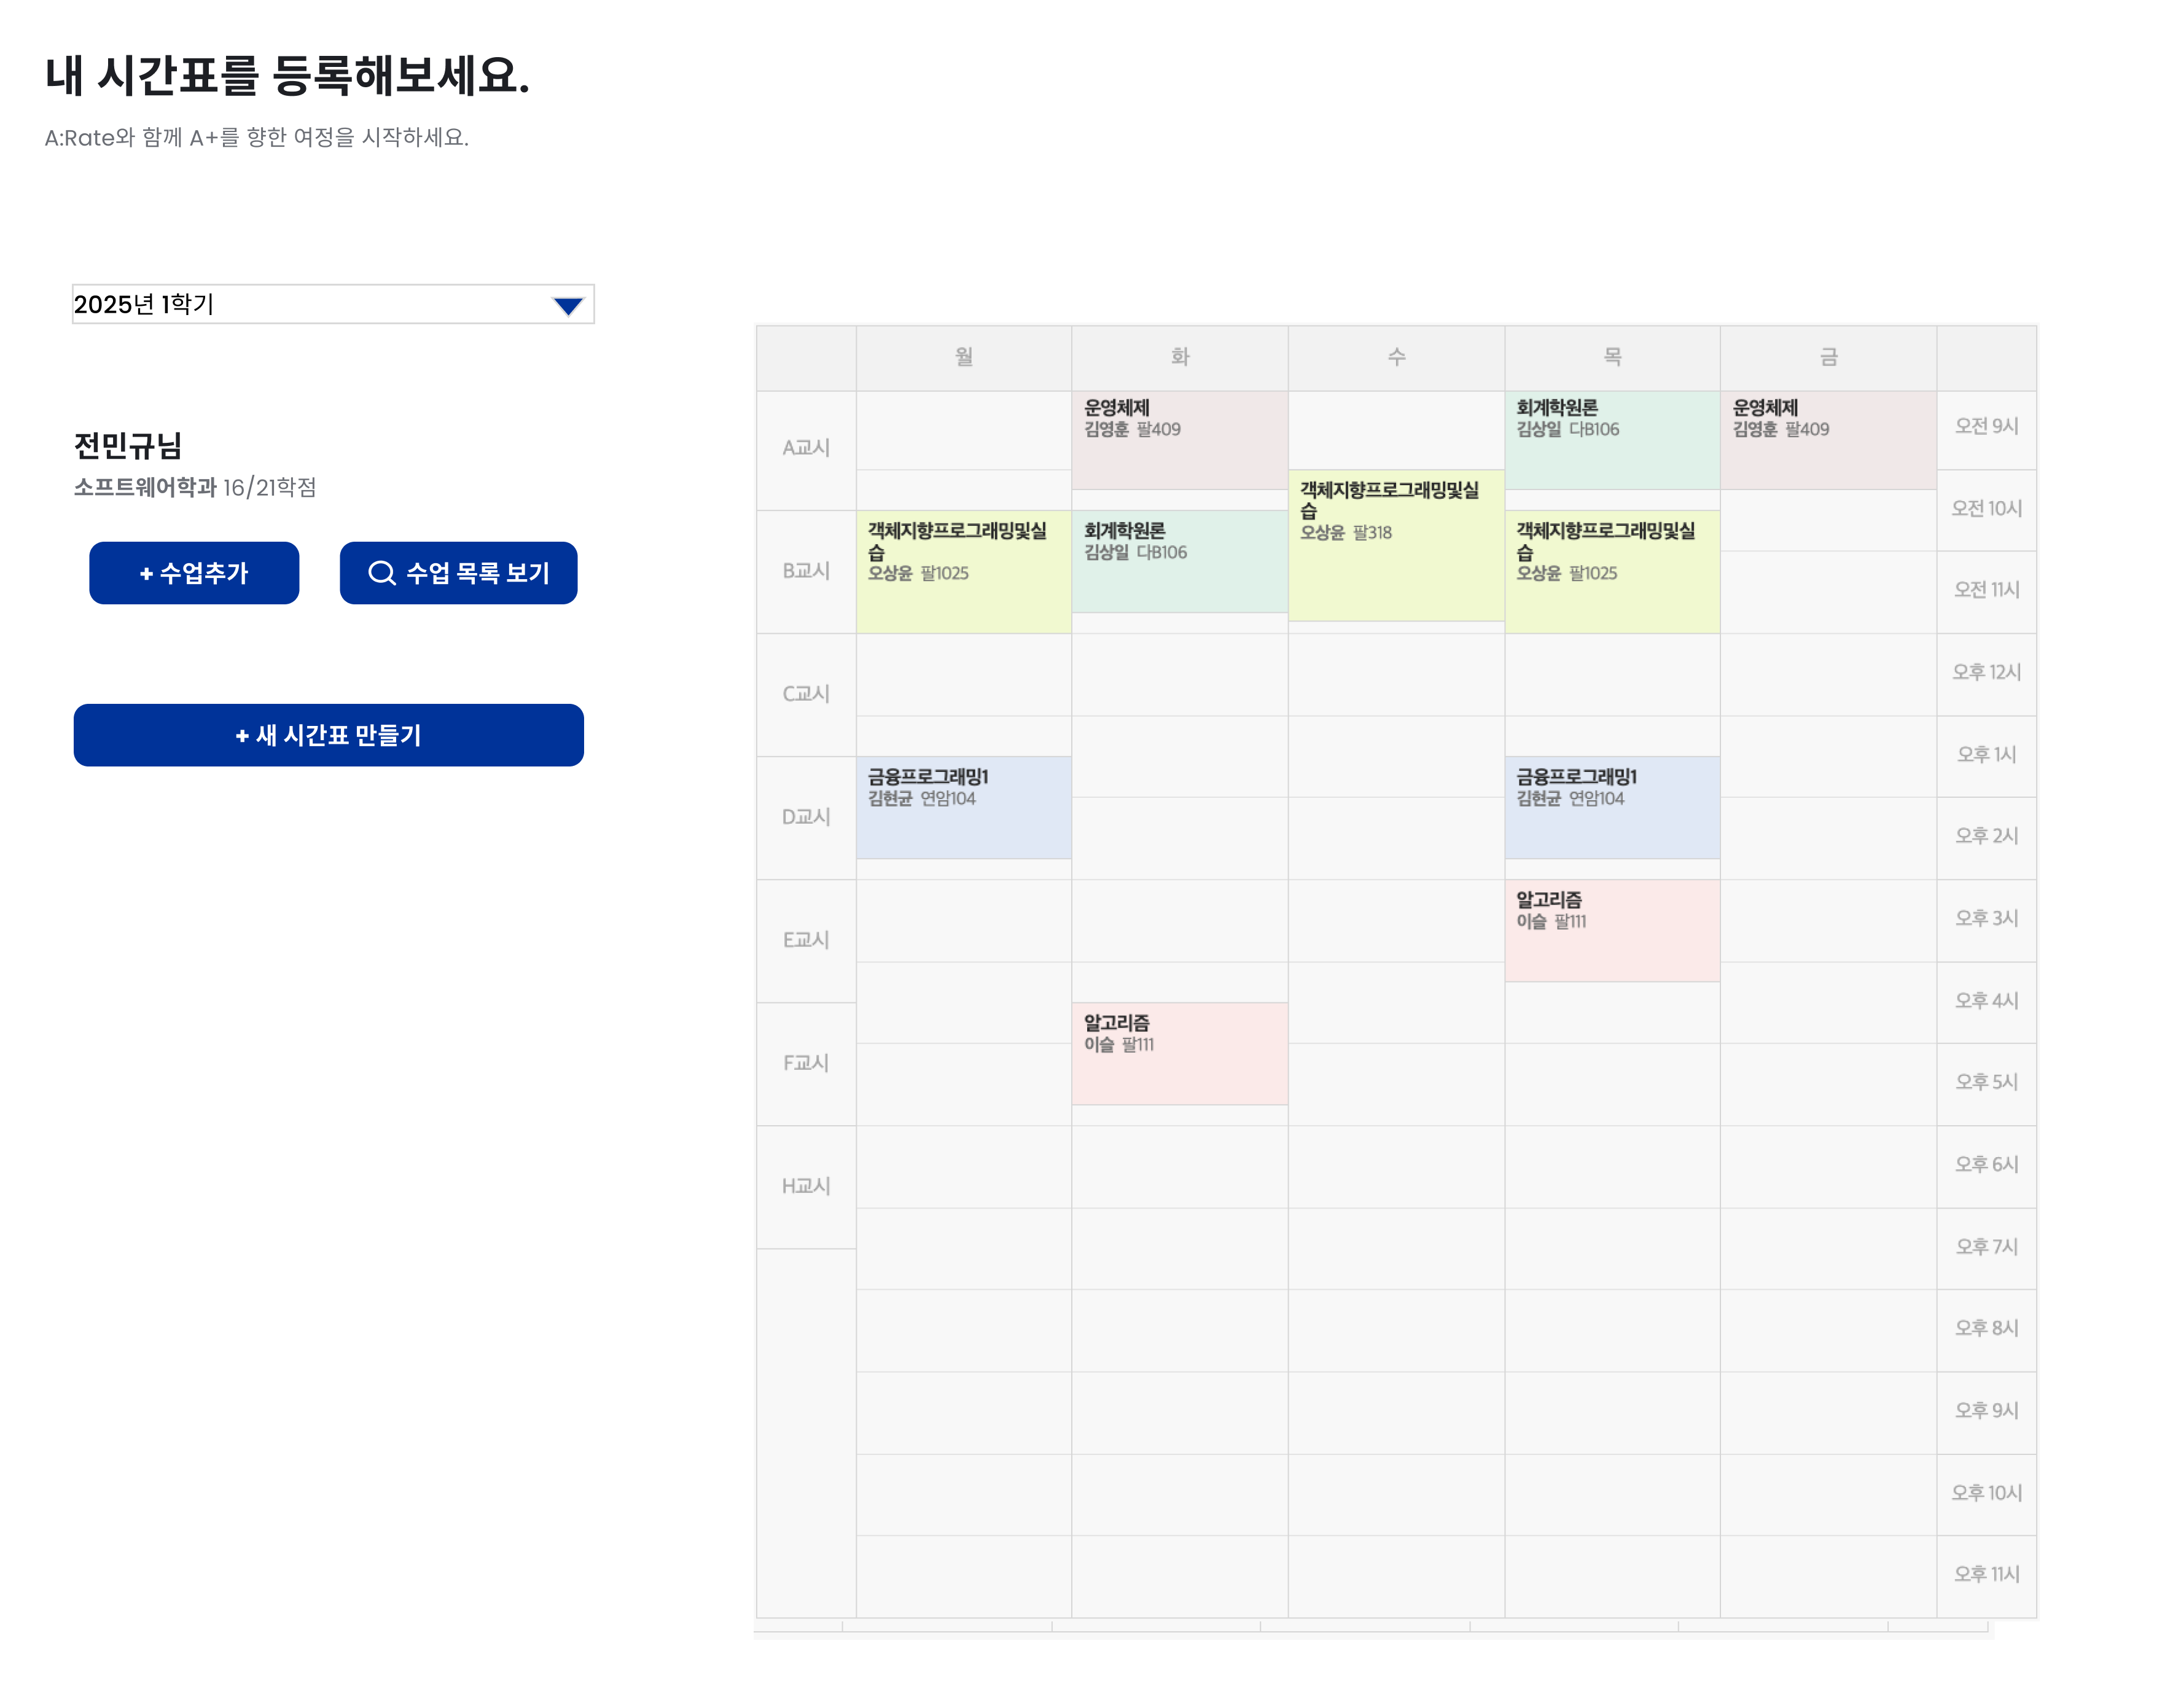 내 시간표를 등록해보세요.
A:Rate와 함께 A+를 향한 여정을 시작하세요.
2025년 1학기
전민규님
소프트웨어학과 16/21학점
+ 수업추가
수업 목록 보기
+ 새 시간표 만들기
월 화 수 목 금
A교시
운영체제
김영훈 팔409
회계학원론
김상일 다B106
운영체제
김영훈 팔409
오전 9시
객체지향프로그래밍및실
습
오상윤 팔318
오전 10시
B교시
객체지향프로그래밍및실
습
오상윤 팔1025
회계학원론
김상일 다B106
객체지향프로그래밍및실
습
오상윤 팔1025
오전 11시
C교시
오후 12시
오후 1시
D교시
금융프로그래밍1
김현균 연암104
금융프로그래밍1
김현균 연암104
오후 2시
E교시
알고리즘
이슬 팔111
오후 3시
오후 4시
F교시
알고리즘
이슬 팔111
오후 5시
H교시
오후 6시
오후 7시
오후 8시
오후 9시
오후 10시
오후 11시